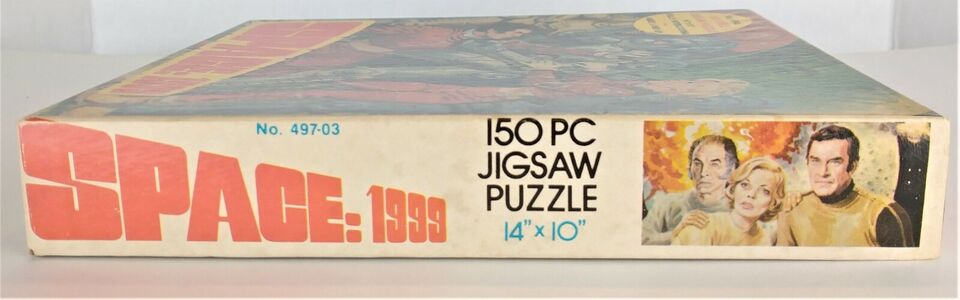 No. 497-03
SPACE: 1999
150 PC
JIGSAW
PUZZLE
14" x 10"